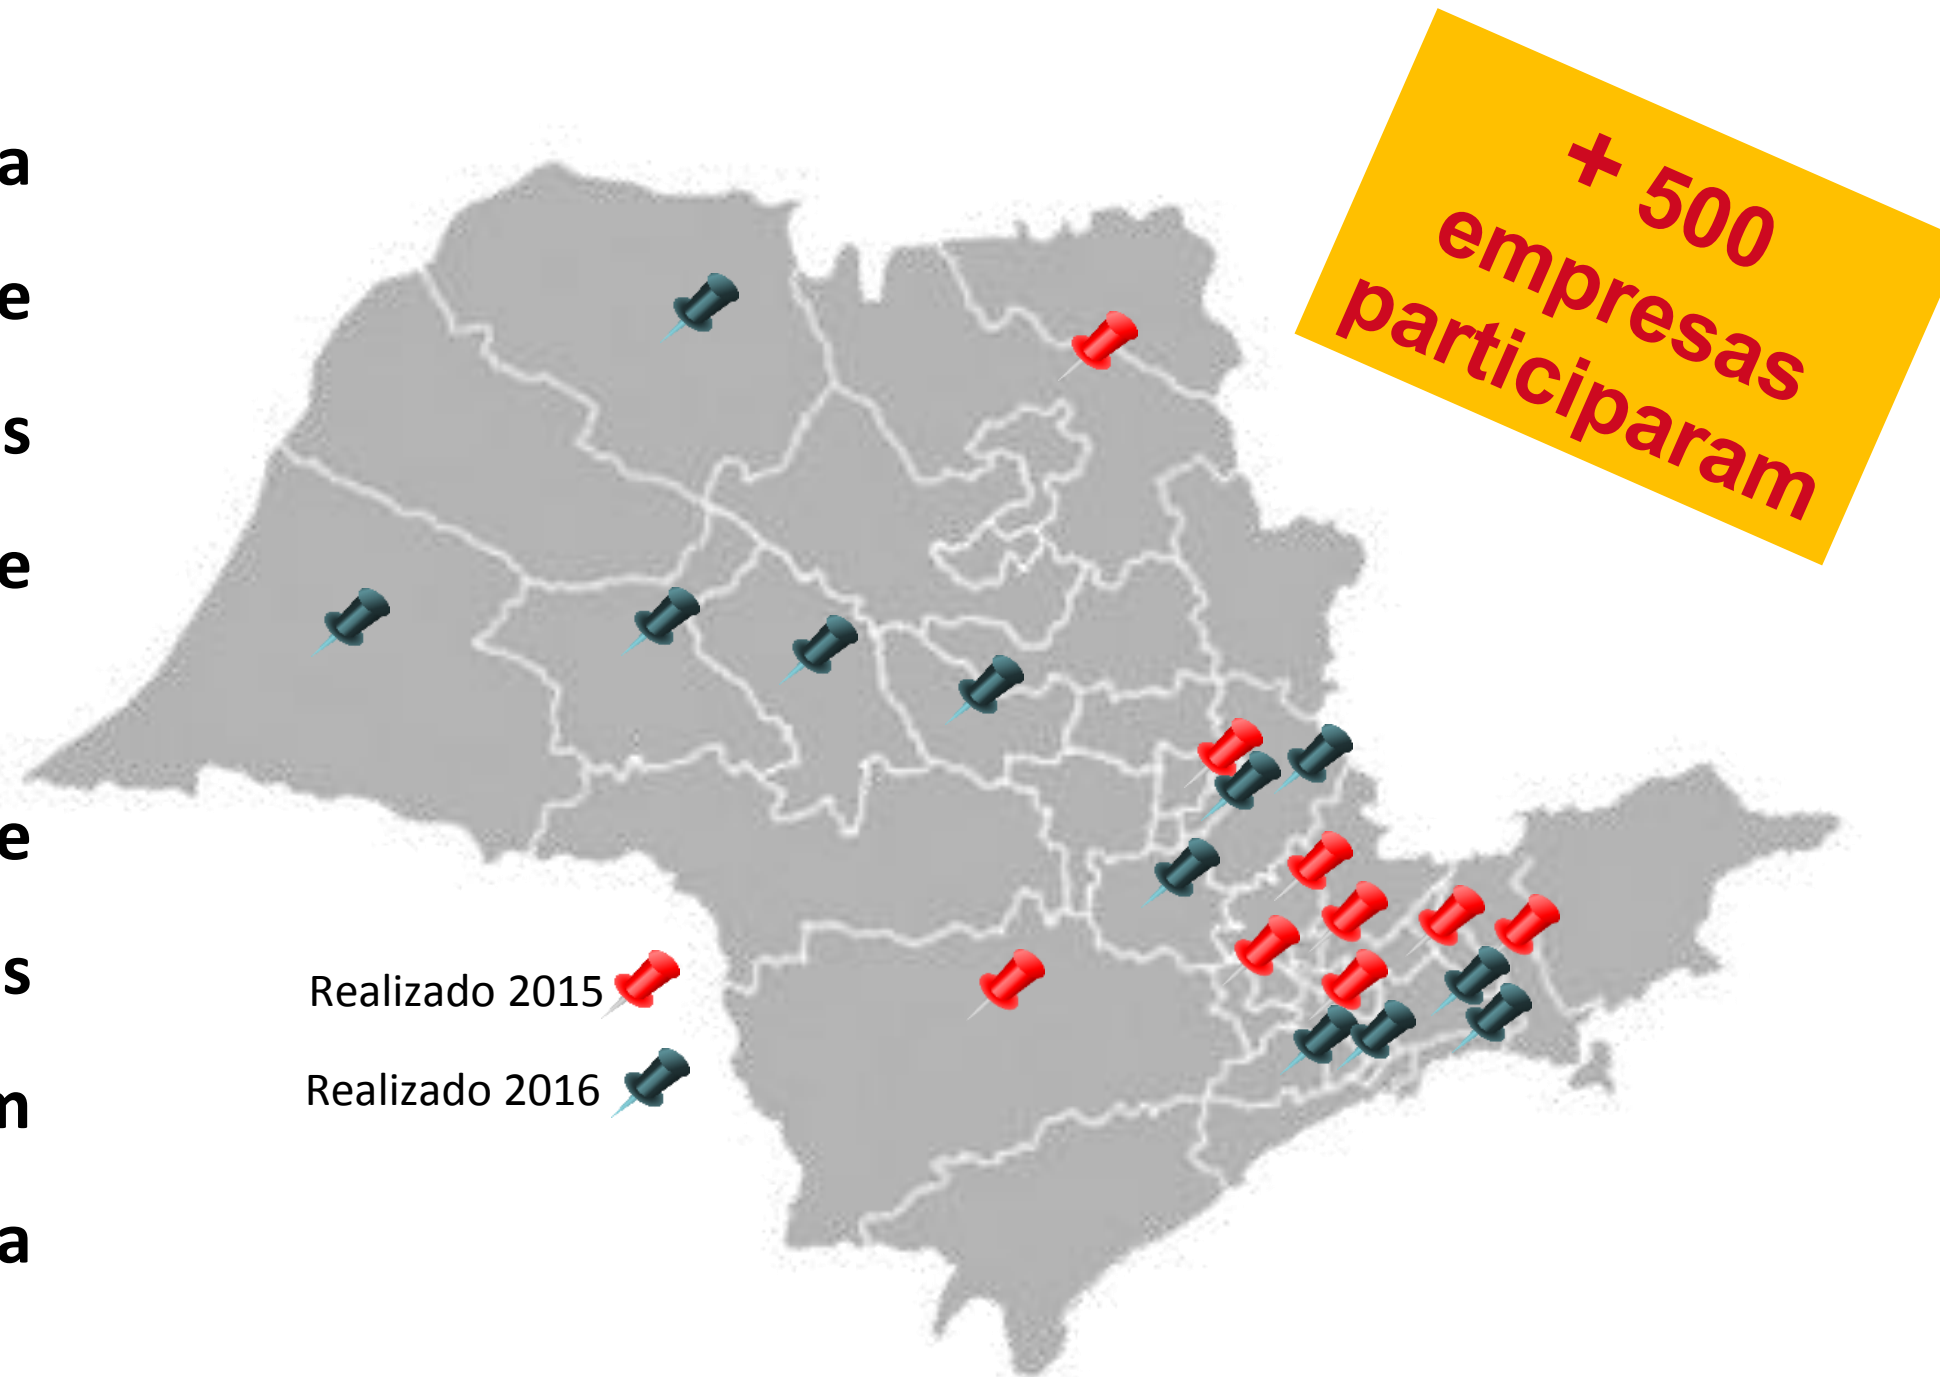 + 500
empresas
participaram
a
e
s
e
e
s
m
a
Realizado 2015
Realizado 2016